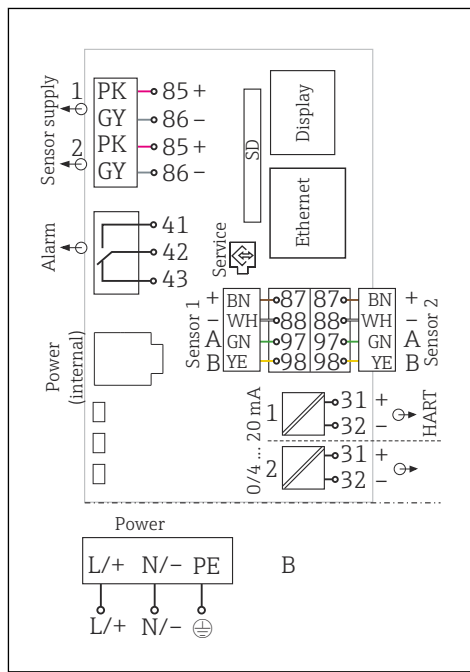 Sensor supply
1
PK
85 +
GY
86 −
2
PK
85 +
GY
86 −
Display
SD
Ethernet
Alarm
41
42
43
Service
Power
(internal)
Sensor 1
+ BN 87 87 BN +
− WH 88 88 WH −
A GN 97 97 GN A
B YE 98 98 YE B
Sensor 2
0/4 ... 20 mA
1
31 +
32 −
HART
2
31 +
32 −
Power
L/+ N/− PE
B
L/+ N/−